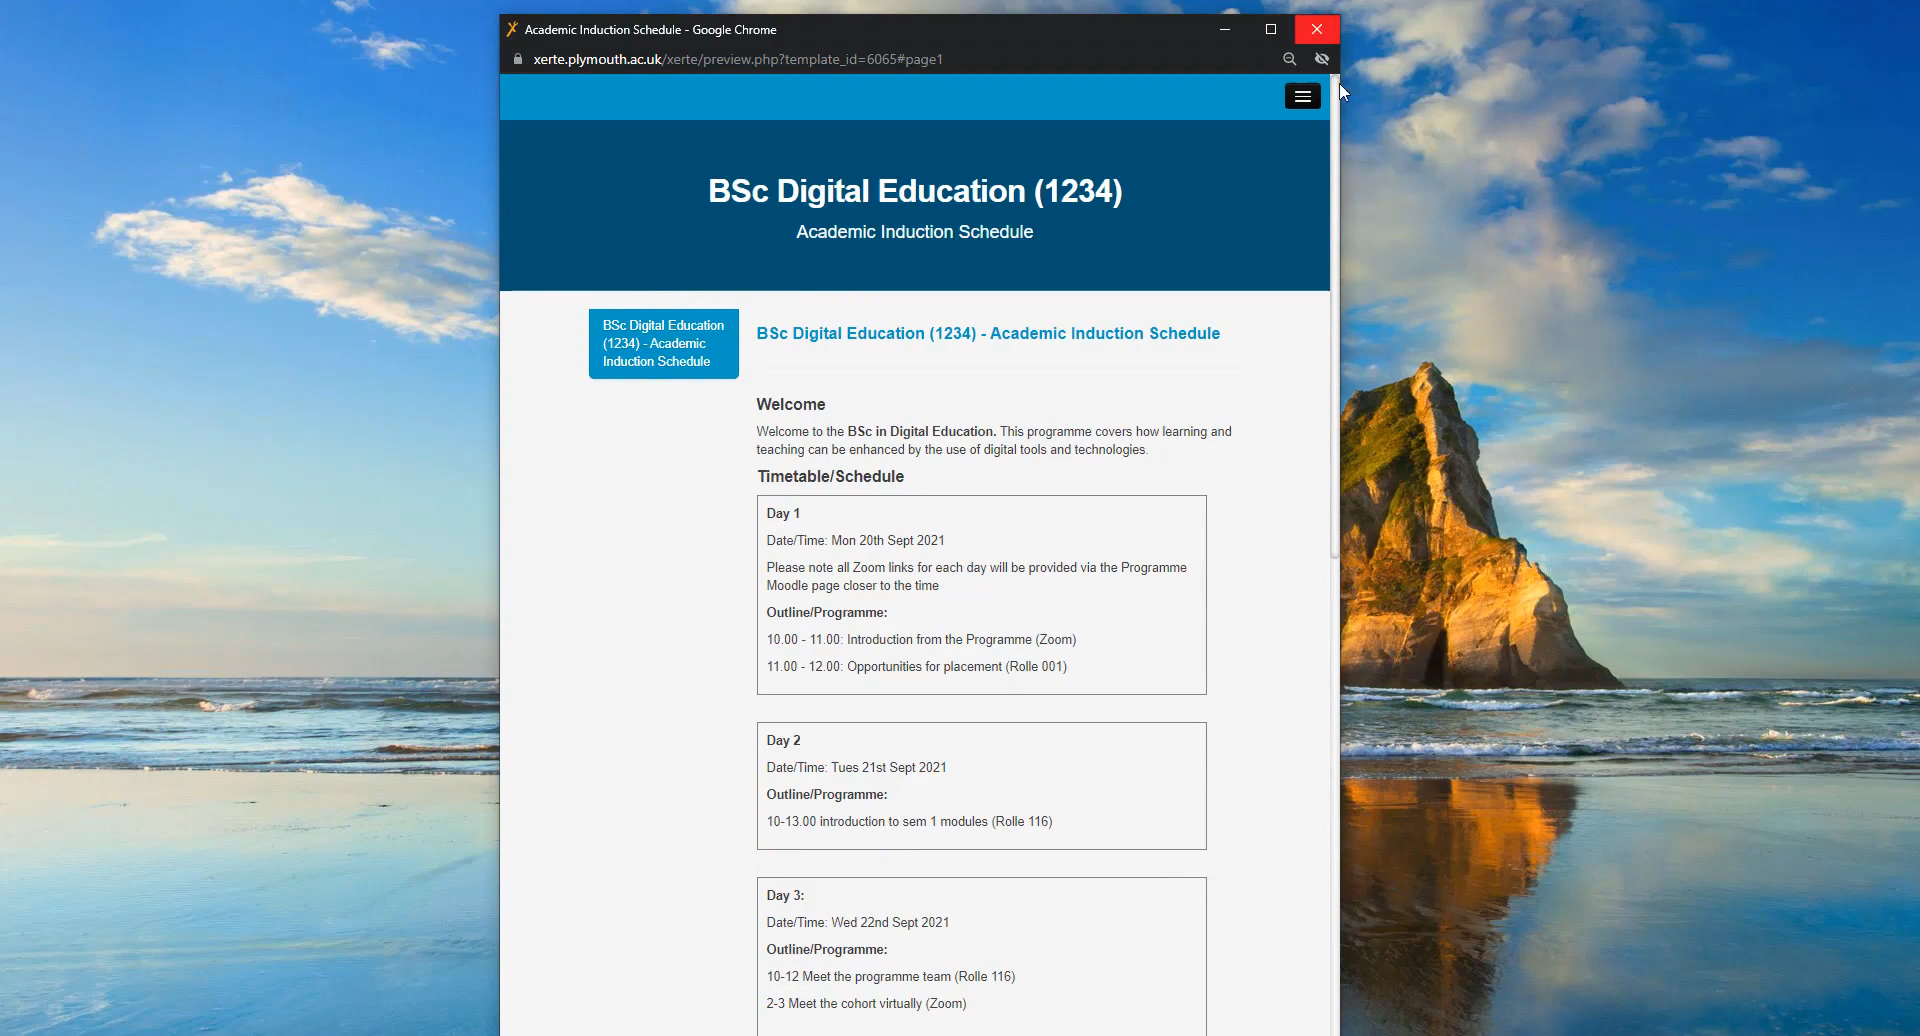 Academic Induction Schedule - Google Chrome
xerte.plymouth.ac.uk/xerte/preview.php?template_id=6065#page1
BSc Digital Education (1234)
Academic Induction Schedule
BSc Digital Education
(1234) - Academic
Induction Schedule
BSc Digital Education (1234) - Academic Induction Schedule
Welcome
Welcome to the BSc in Digital Education. This programme covers how learning and
teaching can be enhanced by the use of digital tools and technologies.
Timetable/Schedule
Day 1
Date/Time: Mon 20th Sept 2021
Please note all Zoom links for each day will be provided via the Programme
Moodle page closer to the time
Outline/Programme:
10.00 - 11.00: Introduction from the Programme (Zoom)
11.00 - 12.00: Opportunities for placement (Rolle 001)
Day 2
Date/Time: Tues 21st Sept 2021
Outline/Programme:
10-13.00 introduction to sem 1 modules (Rolle 116)
Day 3:
Date/Time: Wed 22nd Sept 2021
Outline/Programme:
10-12 Meet the programme team (Rolle 116)
2-3 Meet the cohort virtually (Zoom)